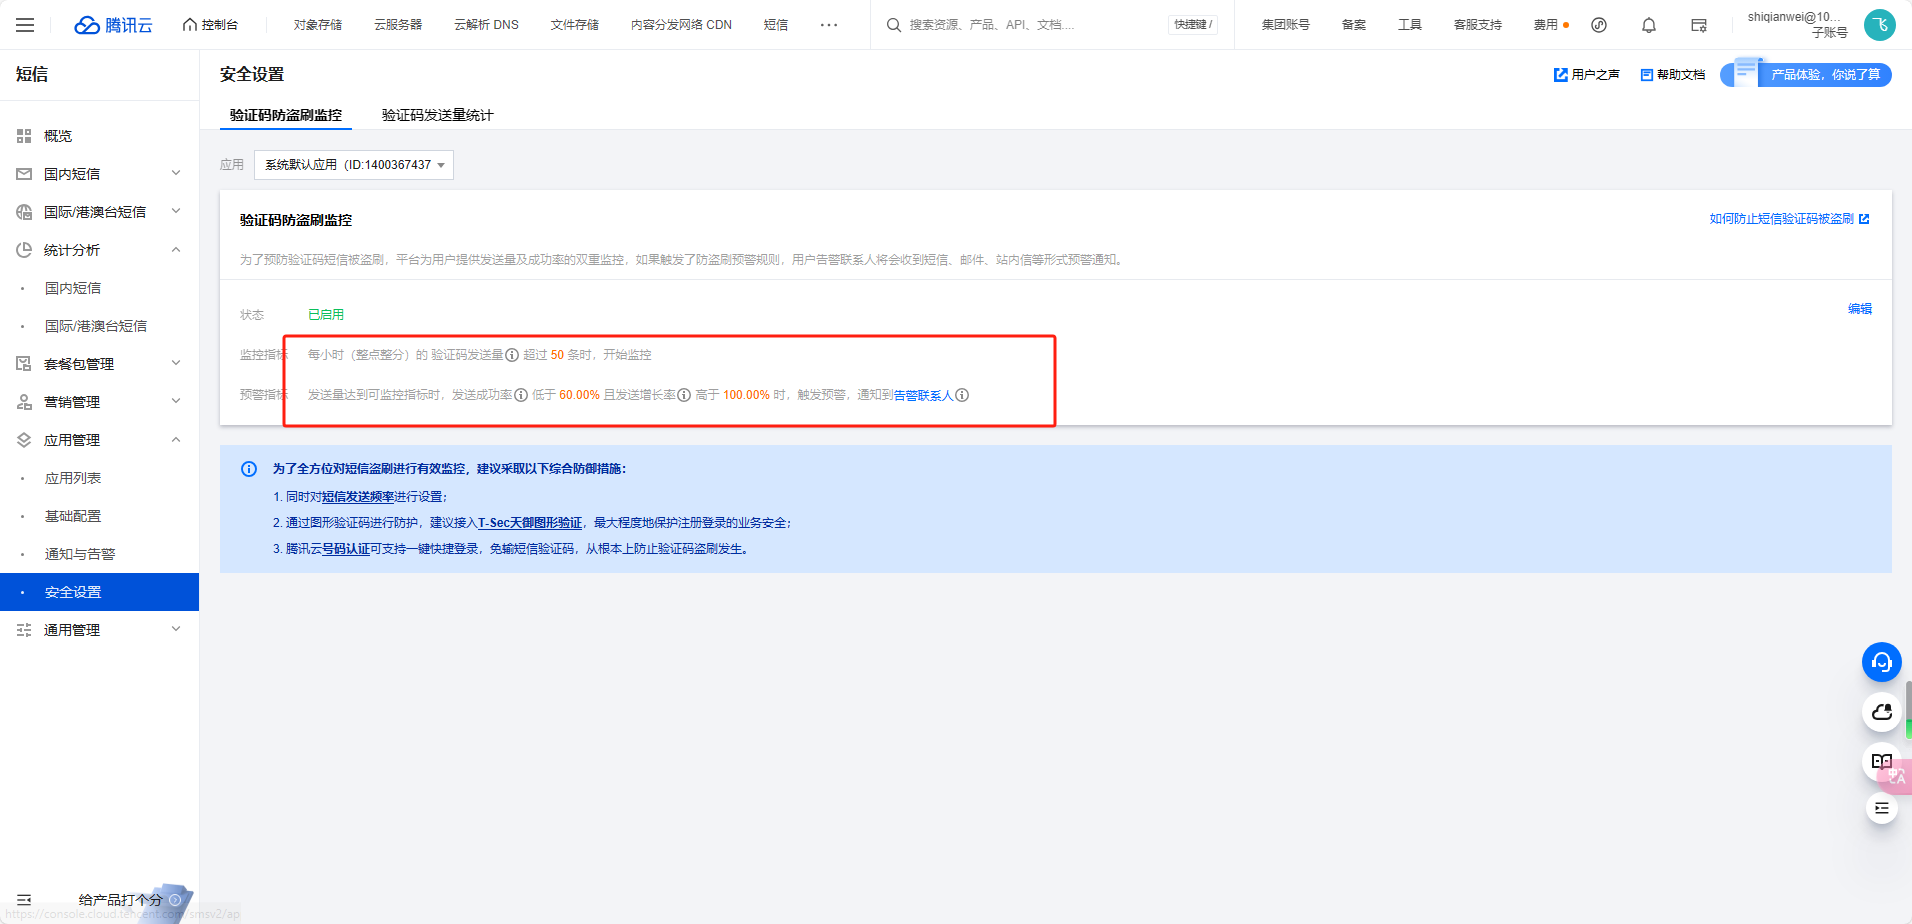 腾讯云
控制台
对象存储
云服务器
云解析 DNS
文件存储
内容分发网络 CDN
短信
搜索资源、产品、API、文档....
快捷键 /
集团账号
备案
工具
客服支持
费用
shiqianwei@10...
子账号
飞
短信
概览
国内短信
国际/港澳台短信
统计分析
国内短信
国际/港澳台短信
套餐包管理
营销管理
应用管理
应用列表
基础配置
通知与告警
安全设置
通用管理
给产品打个分
https://console.cloud.tencent.com/smsv2/ap
安全设置
用户之声
帮助文档
产品体验，你说了算
验证码防盗刷监控
验证码发送量统计
应用
系统默认应用（ID:1400367437
验证码防盗刷监控
如何防止短信验证码被盗刷
为了预防验证码短信被盗刷，平台为用户提供发送量及成功率的双重监控，如果触发了防盗刷预警规则，用户告警联系人将会收到短信、邮件、站内信等形式预警通知。
状态 已启用
编辑
监控指标 每小时（整点整分）的 验证码发送量 超过 50 条时，开始监控
预警指标 发送量达到可监控指标时，发送成功率 低于 60.00% 且发送增长率 高于 100.00% 时，触发预警，通知到告警联系人
为了全方位对短信盗刷进行有效监控，建议采取以下综合防御措施：
1. 同时对短信发送频率进行设置；
2. 通过图形验证码进行防护，建议接入T-Sec天御图形验证，最大程度地保护注册登录的业务安全；
3. 腾讯云号码认证可支持一键快捷登录，免输短信验证码，从根本上防止验证码盗刷发生。